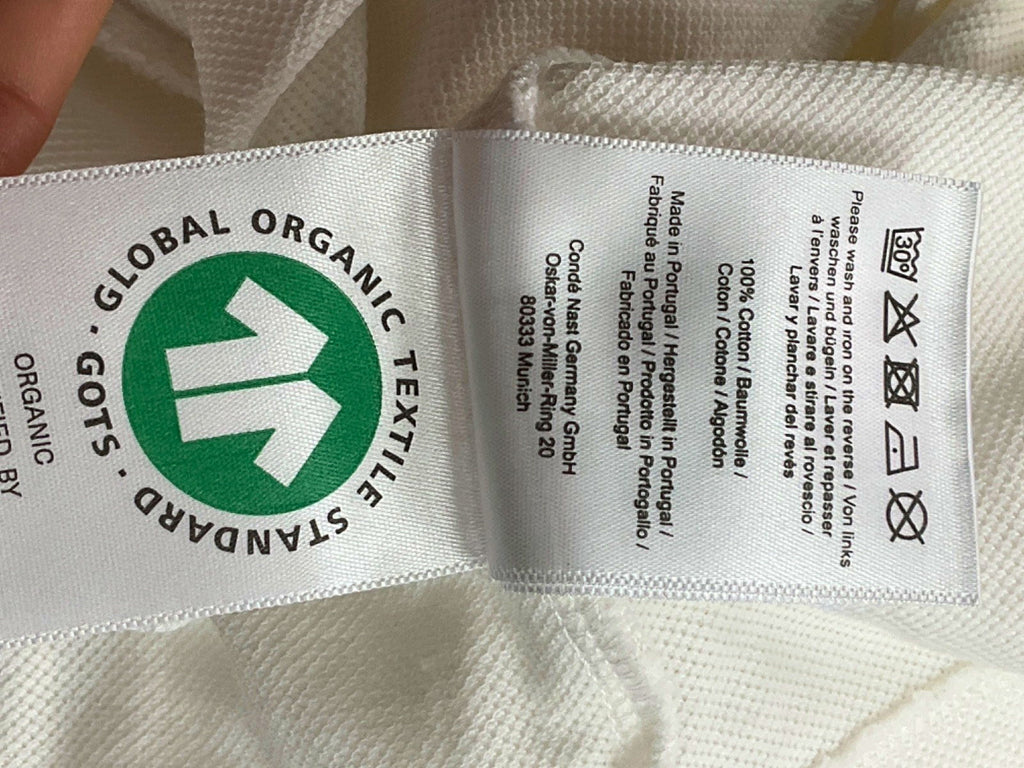 30°
Please wash and iron on the reverse / Von links
waschen und bügeln / Laver et repasser
à l'envers / Lavare e stirare al rovescio /
Lavar y planchar del revés
100% Cotton / Baumwolle /
Coton / Cotone / Algodón
Made in Portugal / Hergestellt in Portugal /
Fabriqué au Portugal / Prodotto in Portogallo /
Fabricado en Portugal
Condé Nast Germany GmbH
Oskar-von-Miller-Ring 20
80333 Munich
GLOBAL ORGANIC TEXTILE STANDARD · GOTS ·
ORGANIC
BY